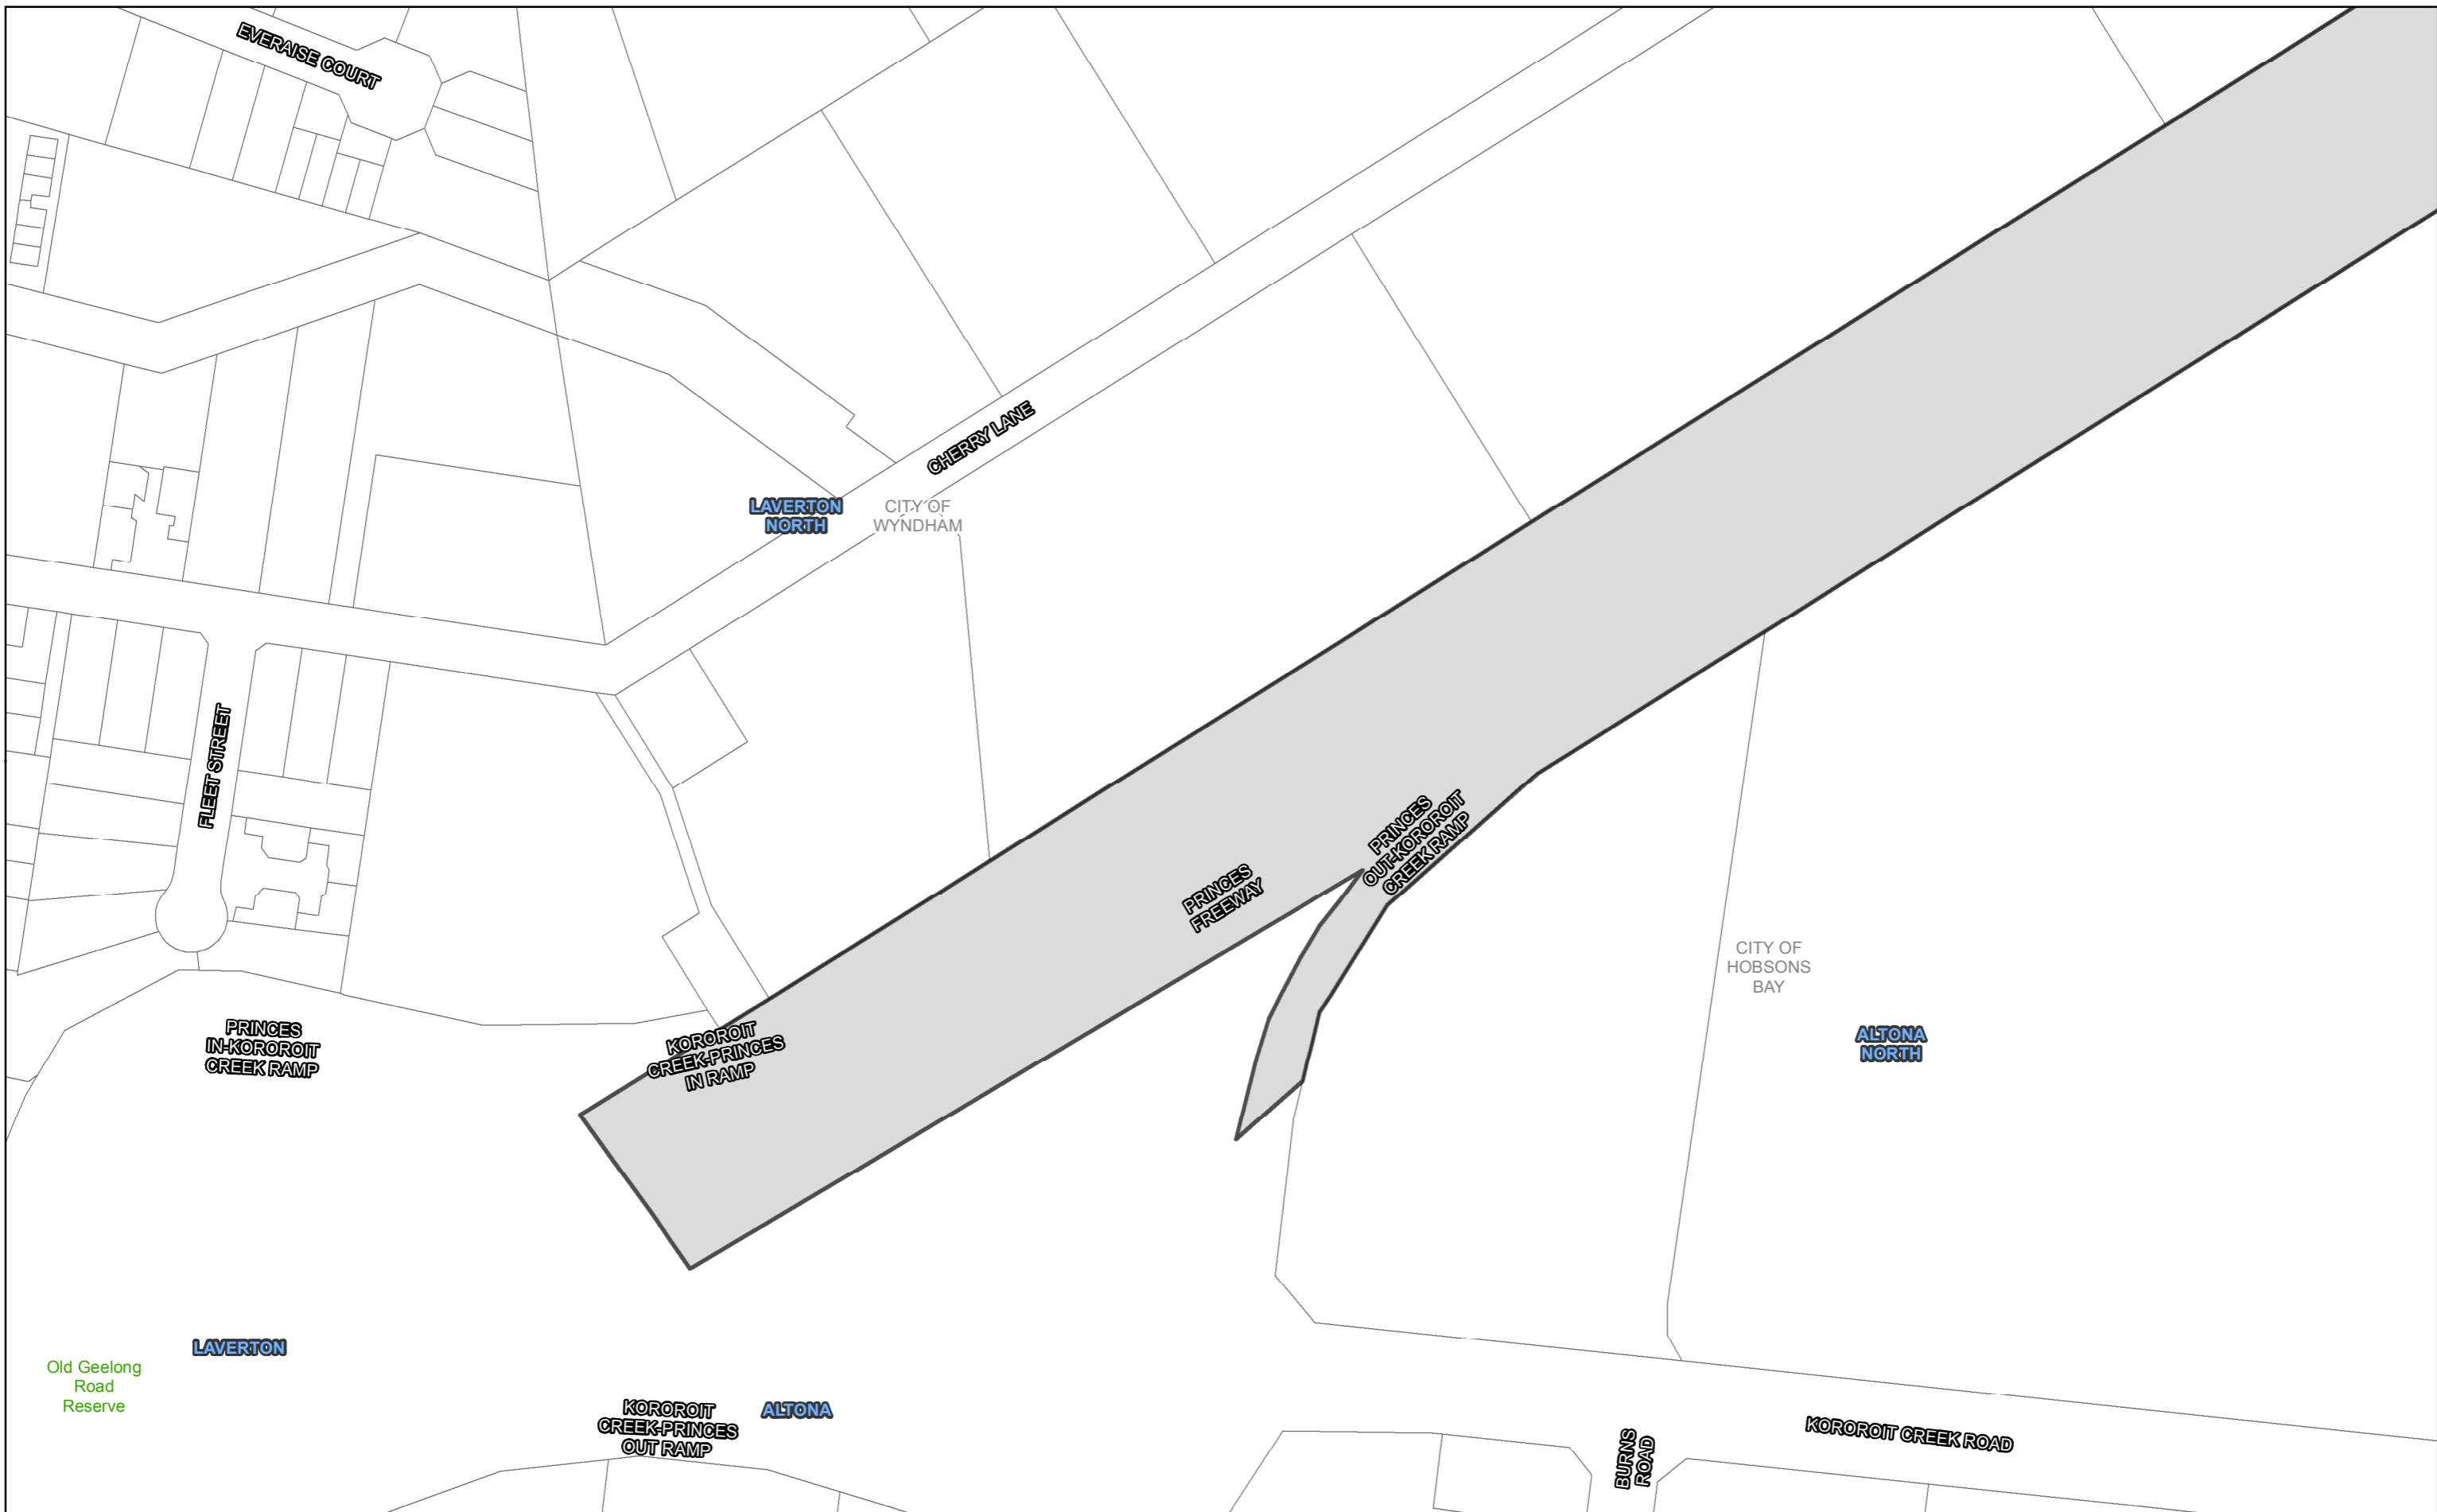 EVERAISE COURT
CHERRY LANE
LAVERTON
NORTH
CITY OF
WYNDHAM
FLEET STREET
PRINCES
OUT-KOROROIT
CREEK RAMP
PRINCES
FREEWAY
CITY OF
HOBSONS
BAY
ALTONA
NORTH
PRINCES
IN-KOROROIT
CREEK RAMP
KOROROIT
CREEK-PRINCES
IN RAMP
LAVERTON
Old Geelong
Road
Reserve
KOROROIT
CREEK-PRINCES
OUT RAMP
ALTONA
BURNS
ROAD
KOROROIT CREEK ROAD